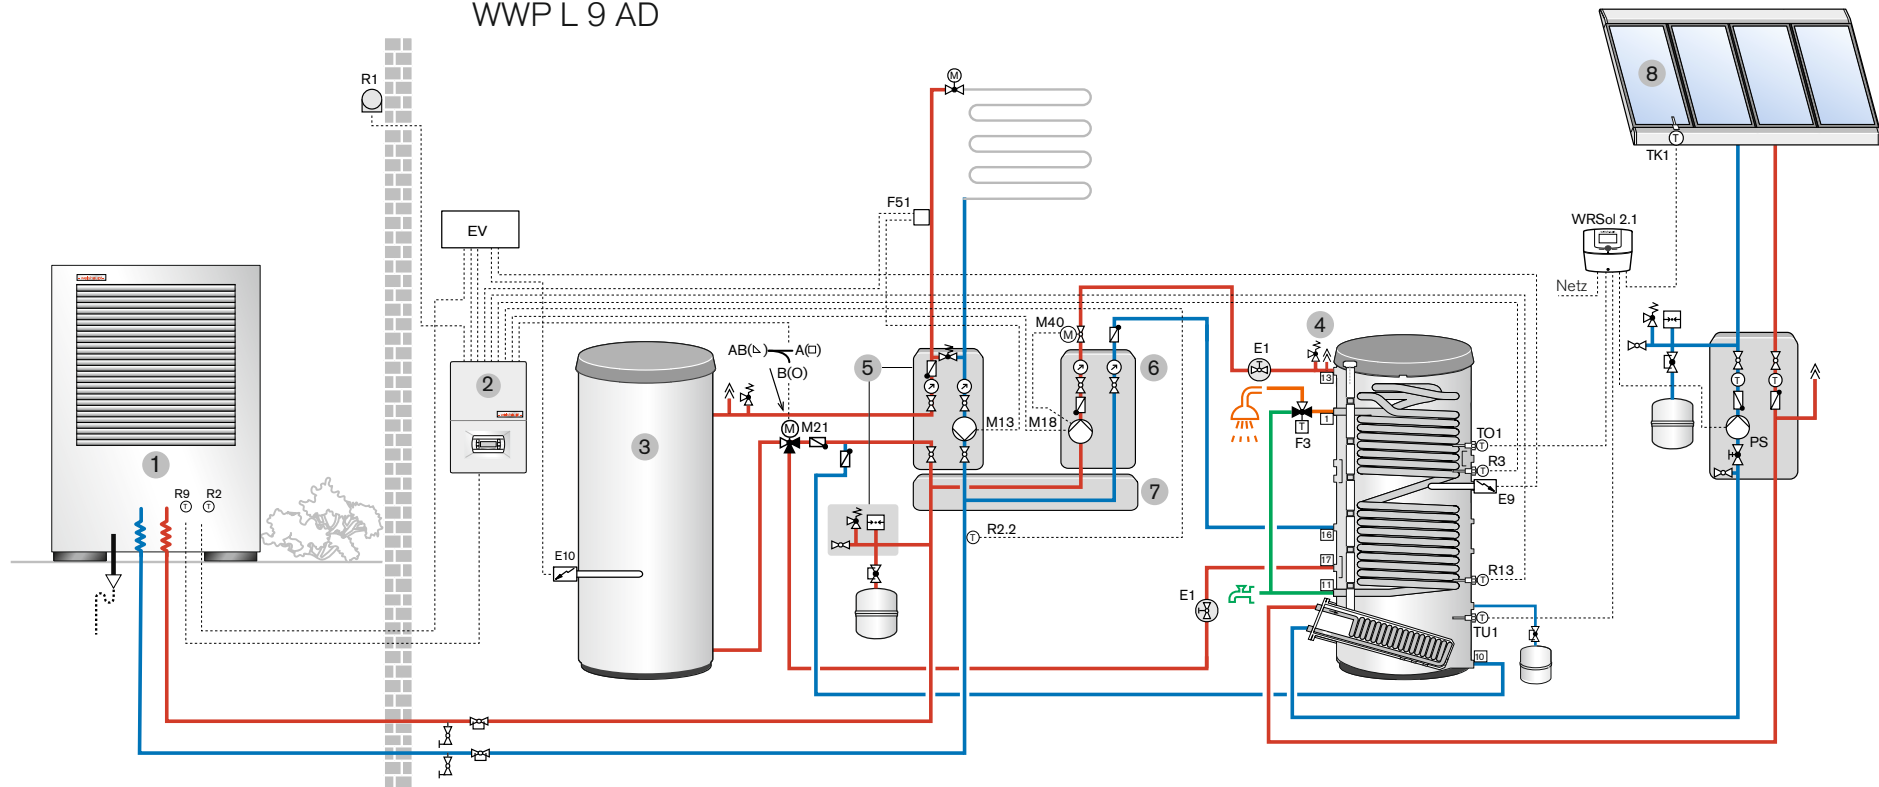 WWP L 9 AD
R1
8
TK1
F51
WRSol 2.1
EV
Netz
M40
4
AB(⊾) A(□)
B(O)
E1
13
5
6
2
M13
M18
1
F3
M21
TO1
PS
3
R3
1
E9
7
R9 R2
R2.2
16
E10
17
R13
11
E1
TU1
10
M
M
M
T
T
T
T
T
T
T
T
T
T
T